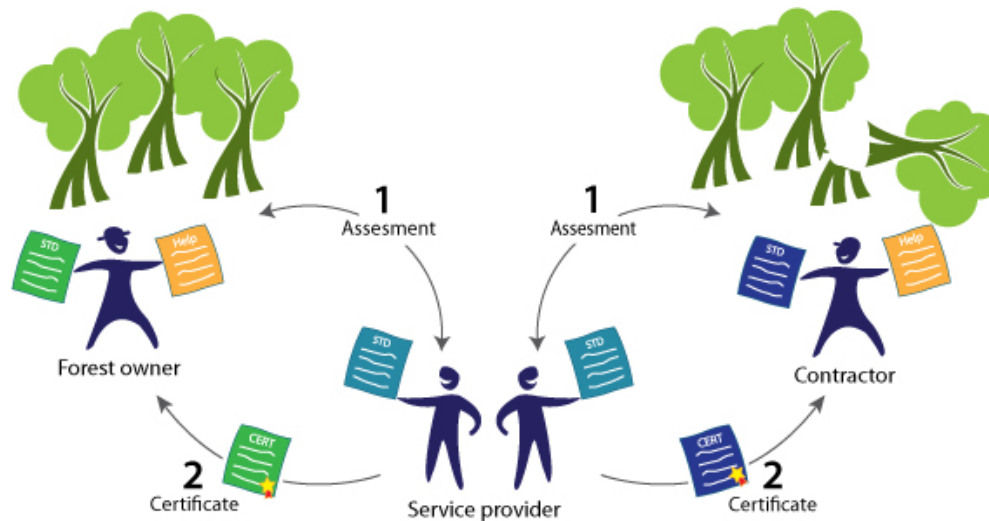 1
Assesment
1
Assesment
STD
Help
STD
Help
Forest owner
STD
STD
Contractor
CERT
2
Certificate
CERT
2
Certificate
Service provider